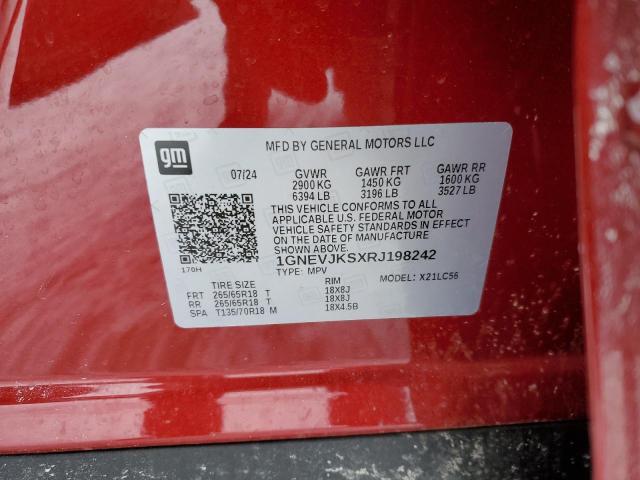 gm
MFD BY GENERAL MOTORS LLC
07/24 GVWR GAWR FRT GAWR RR
2900 KG 1450 KG 1600 KG
6394 LB 3196 LB 3527 LB
THIS VEHICLE CONFORMS TO ALL
APPLICABLE U.S. FEDERAL MOTOR
VEHICLE SAFETY STANDARDS IN EFFECT
ON THE DATE OF MANUFACTURE
SHOWN ABOVE.
1GNEVJKSXRJ198242
170H
TYPE: MPV MODEL: X21LC56
TIRE SIZE RIM
FRT 265/65R18 T 18X8J
RR 265/65R18 T 18X8J
SPA T135/70R18 M 18X4.5B